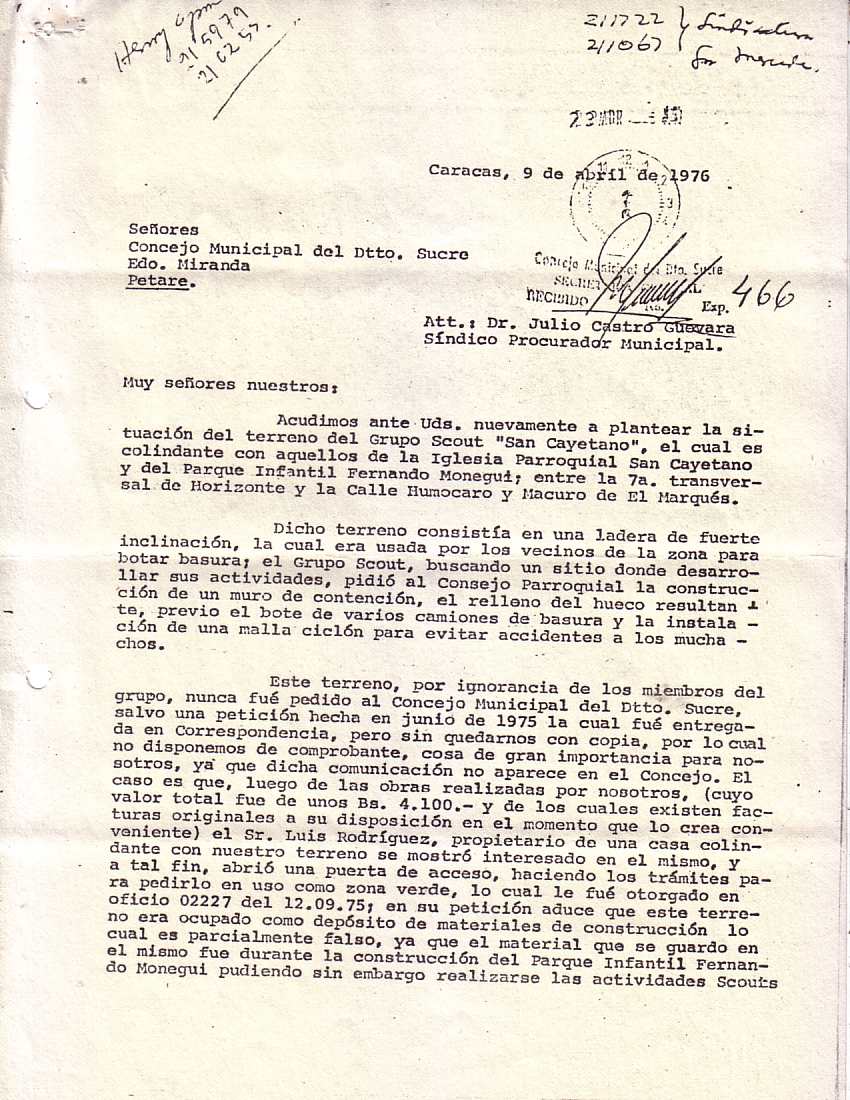 Henry
21 5979
211722
211067
Caracas, 9 de abril de 1976
Señores
Concejo Municipal del Dtto. Sucre
Edo. Miranda
Petare.
Concejo Municipal del Dto. Sucre
RECIBADO
Exp. 466
Att.: Dr. Julio Castro Guevara
Síndico Procurador Municipal.
Muy señores nuestros:
Acudimos ante Uds. nuevamente a plantear la si-
tuación del terreno del Grupo Scout "San Cayetano", el cual es
colindante con aquellos de la Iglesia Parroquial San Cayetano
y del Parque Infantil Fernando Monegui; entre la 7a. transver-
sal de Horizonte y la Calle Humocaro y Macuro de El Marqués.
Dicho terreno consistía en una ladera de fuerte
inclinación, la cual era usada por los vecinos de la zona para
botar basura; el Grupo Scout, buscando un sitio donde desarro-
llar sus actividades, pidió al Consejo Parroquial la construc-
ción de un muro de contención, el relleno del hueco resultan -
te, previo el bote de varios camiones de basura y la instala -
ción de una malla ciclón para evitar accidentes a los mucha -
chos.
Este terreno, por ignorancia de los miembros del
grupo, nunca fué pedido al Concejo Municipal del Dtto. Sucre,
salvo una petición hecha en junio de 1975 la cual fué entrega-
da en Correspondencia, pero sin quedarnos con copia, por lo cual
no disponemos de comprobante, cosa de gran importancia para no-
sotros, ya que dicha comunicación no aparece en el Concejo. El
caso es que, luego de las obras realizadas por nosotros, (cuyo
valor total fue de unos Bs. 4.100.- y de los cuales existen fac-
turas originales a su disposición en el momento que lo crea con-
veniente) el Sr. Luis Rodríguez, propietario de una casa colin-
dante con nuestro terreno se mostró interesado en el mismo, y
a tal fin, abrió una puerta de acceso, haciendo los trámites pa-
ra pedirlo en uso como zona verde, lo cual le fué otorgado en
oficio 02227 del 12.09.75; en su petición aduce que este terre-
no era ocupado como depósito de materiales de construcción lo
cual es parcialmente falso, ya que el material que se guardo en
el mismo fue durante la construcción del Parque Infantil Fernan-
do Monegui pudiendo sin embargo realizarse las actividades Scouts